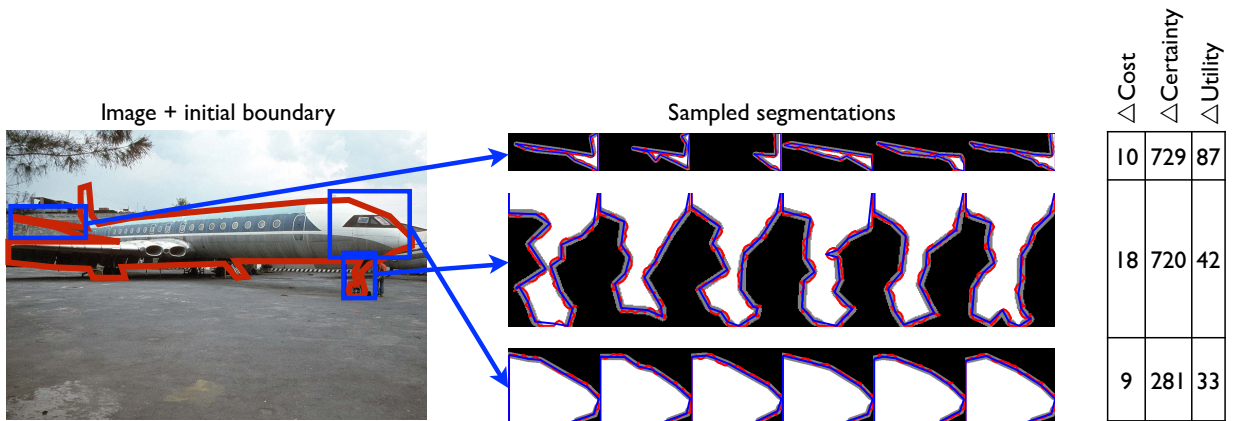 Image + initial boundary
Sampled segmentations
△Cost
△Certainty
△Utility
10 729 87
18 720 42
9 281 33